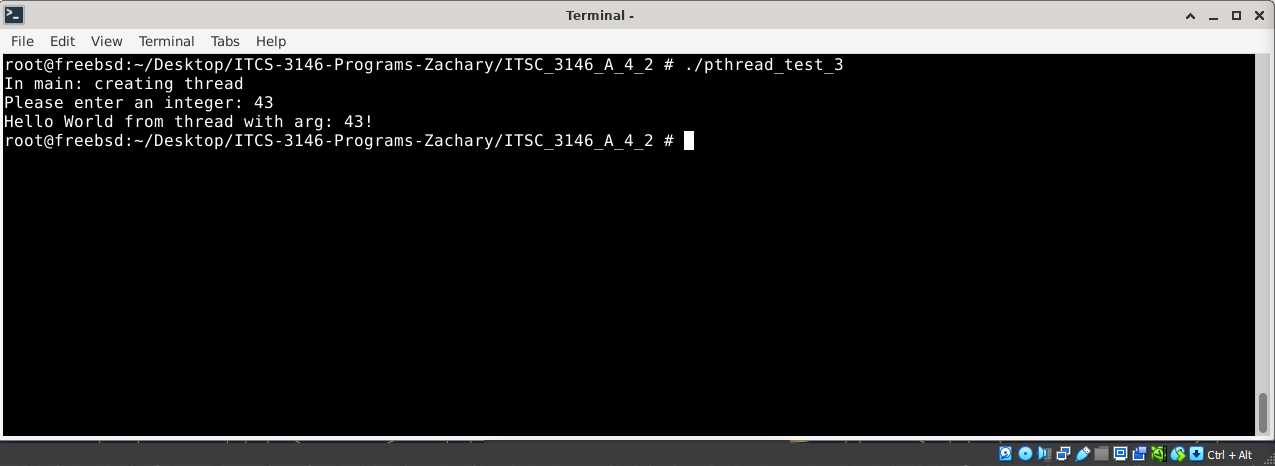 Terminal -
File Edit View Terminal Tabs Help
root@freebsd:~/Desktop/ITCS-3146-Programs-Zachary/ITSC_3146_A_4_2 # ./pthread_test_3
In main: creating thread
Please enter an integer: 43
Hello World from thread with arg: 43!
root@freebsd:~/Desktop/ITCS-3146-Programs-Zachary/ITSC_3146_A_4_2 #
Ctrl + Alt